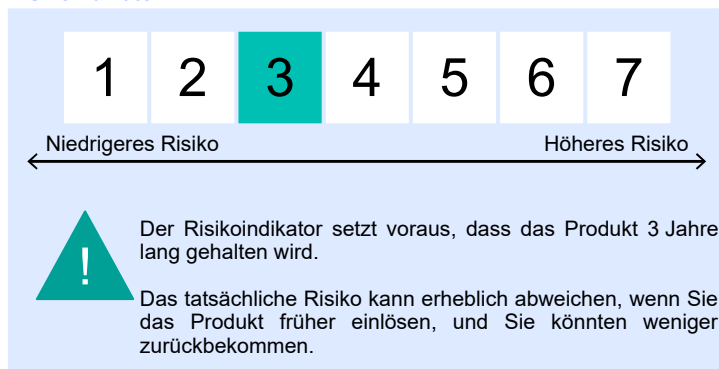 1 2 3 4 5 6 7
Niedrigeres Risiko Höheres Risiko
!
Der Risikoindikator setzt voraus, dass das Produkt 3 Jahre
lang gehalten wird.
Das tatsächliche Risiko kann erheblich abweichen, wenn Sie
das Produkt früher einlösen, und Sie könnten weniger
zurückbekommen.